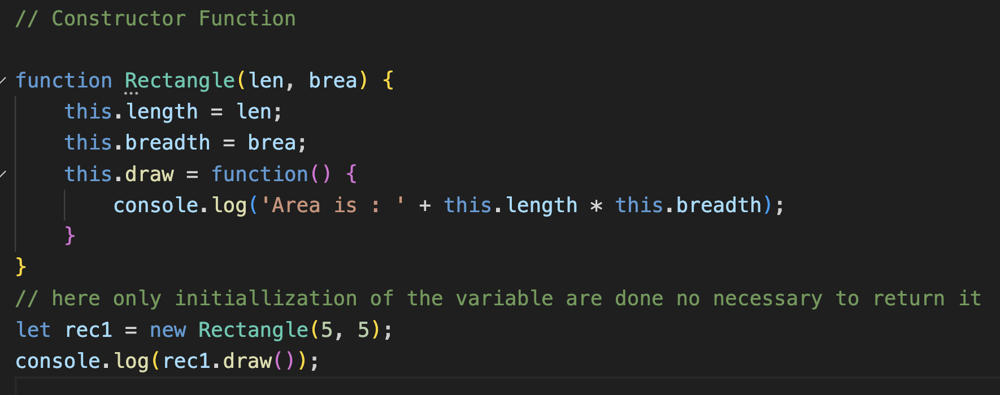 // Constructor Function
function Rectangle(len, brea) {
    this.length = len;
    this.breadth = brea;
    this.draw = function() {
        console.log('Area is : ' + this.length * this.breadth);
    }
}
// here only initiallization of the variable are done no necessary to return it
let rec1 = new Rectangle(5, 5);
console.log(rec1.draw());